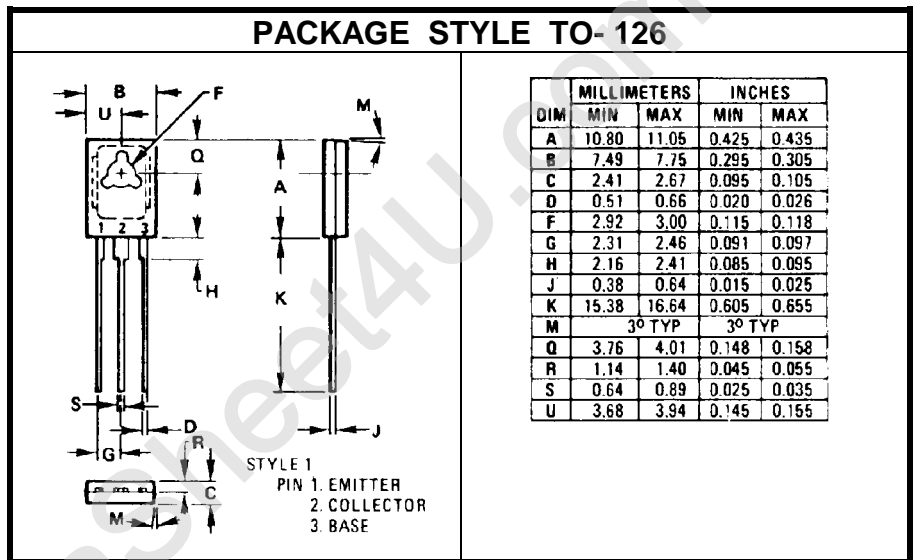 PACKAGE STYLE TO- 126
B
U
F
M
Q
A
1 2 3
H
K
S
D
R
J
G
C
M
STYLE 1
PIN 1. EMITTER
2. COLLECTOR
3. BASE
MILLIMETERS INCHES
DIM MIN MAX MIN MAX
A 10.80 11.05 0.425 0.435
B 7.49 7.75 0.295 0.305
C 2.41 2.67 0.095 0.105
D 0.51 0.66 0.020 0.026
F 2.92 3.00 0.115 0.118
G 2.31 2.46 0.091 0.097
H 2.16 2.41 0.085 0.095
J 0.38 0.64 0.015 0.025
K 15.38 16.64 0.605 0.655
M 3º TYP 3º TYP
Q 3.76 4.01 0.148 0.158
R 1.14 1.40 0.045 0.055
S 0.64 0.89 0.025 0.035
U 3.68 3.94 0.145 0.155
Sheet4U.com